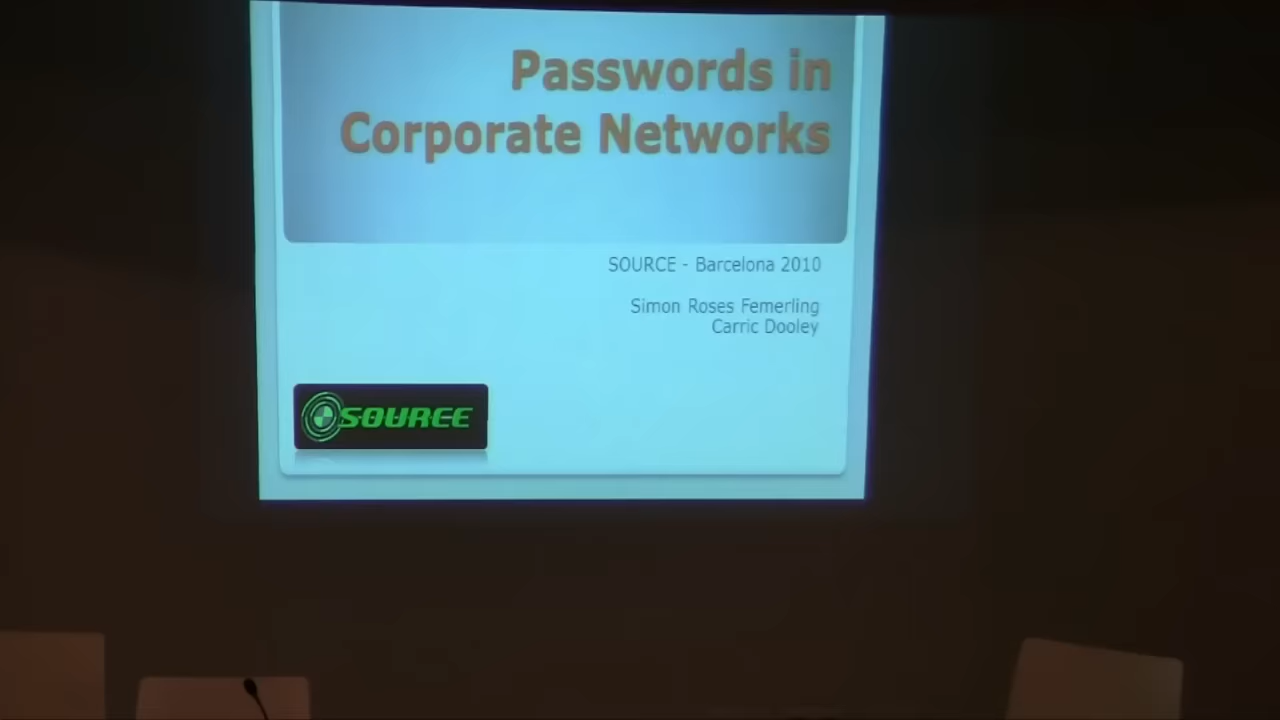 Passwords in
Corporate Networks
SOURCE - Barcelona 2010
Simon Roses Femerling
Carric Dooley
SOURCE